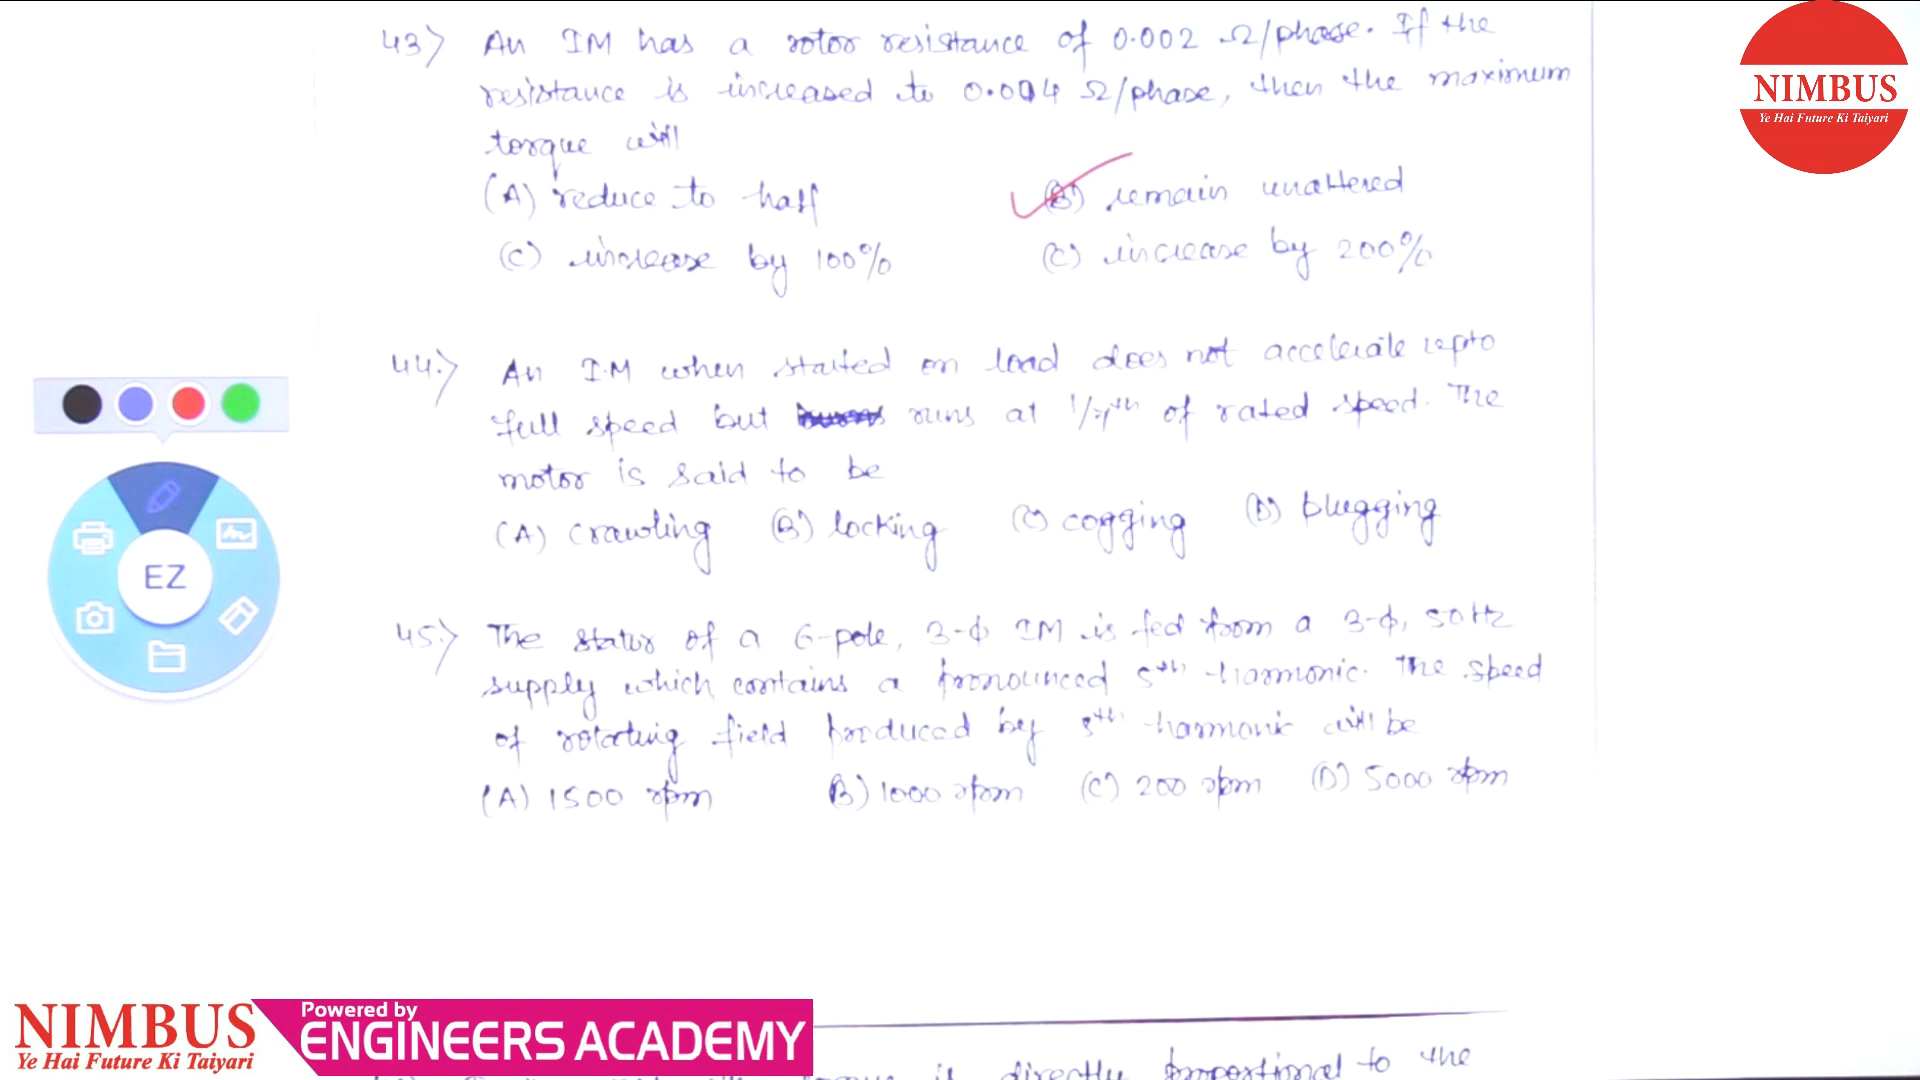 43.) An IM has a rotor resistance of 0.002 Ω/phase. If the
resistance is increased to 0.004 Ω/phase, then the maximum
torque will
(A) reduce to half (B) remain unaltered
(C) increase by 100% (C) increase by 200%
44.) An I.M when started on load does not accelerate upto
full speed but runs at 1/7th of rated speed. The
motor is said to be
(A) crawling (B) locking (C) cogging (D) plugging
45.) The stator of a 6-pole, 3-ϕ IM is fed from a 3-ϕ, 50Hz
supply which contains a pronounced 5th harmonic. The speed
of rotating field produced by 5th harmonic will be
(A) 1500 rpm (B) 1000 rpm (C) 200 rpm (D) 5000 rpm
is directly proportional to the
NIMBUS
Ye Hai Future Ki Taiyari
EZ
NIMBUS
Ye Hai Future Ki Taiyari
Powered by
ENGINEERS ACADEMY